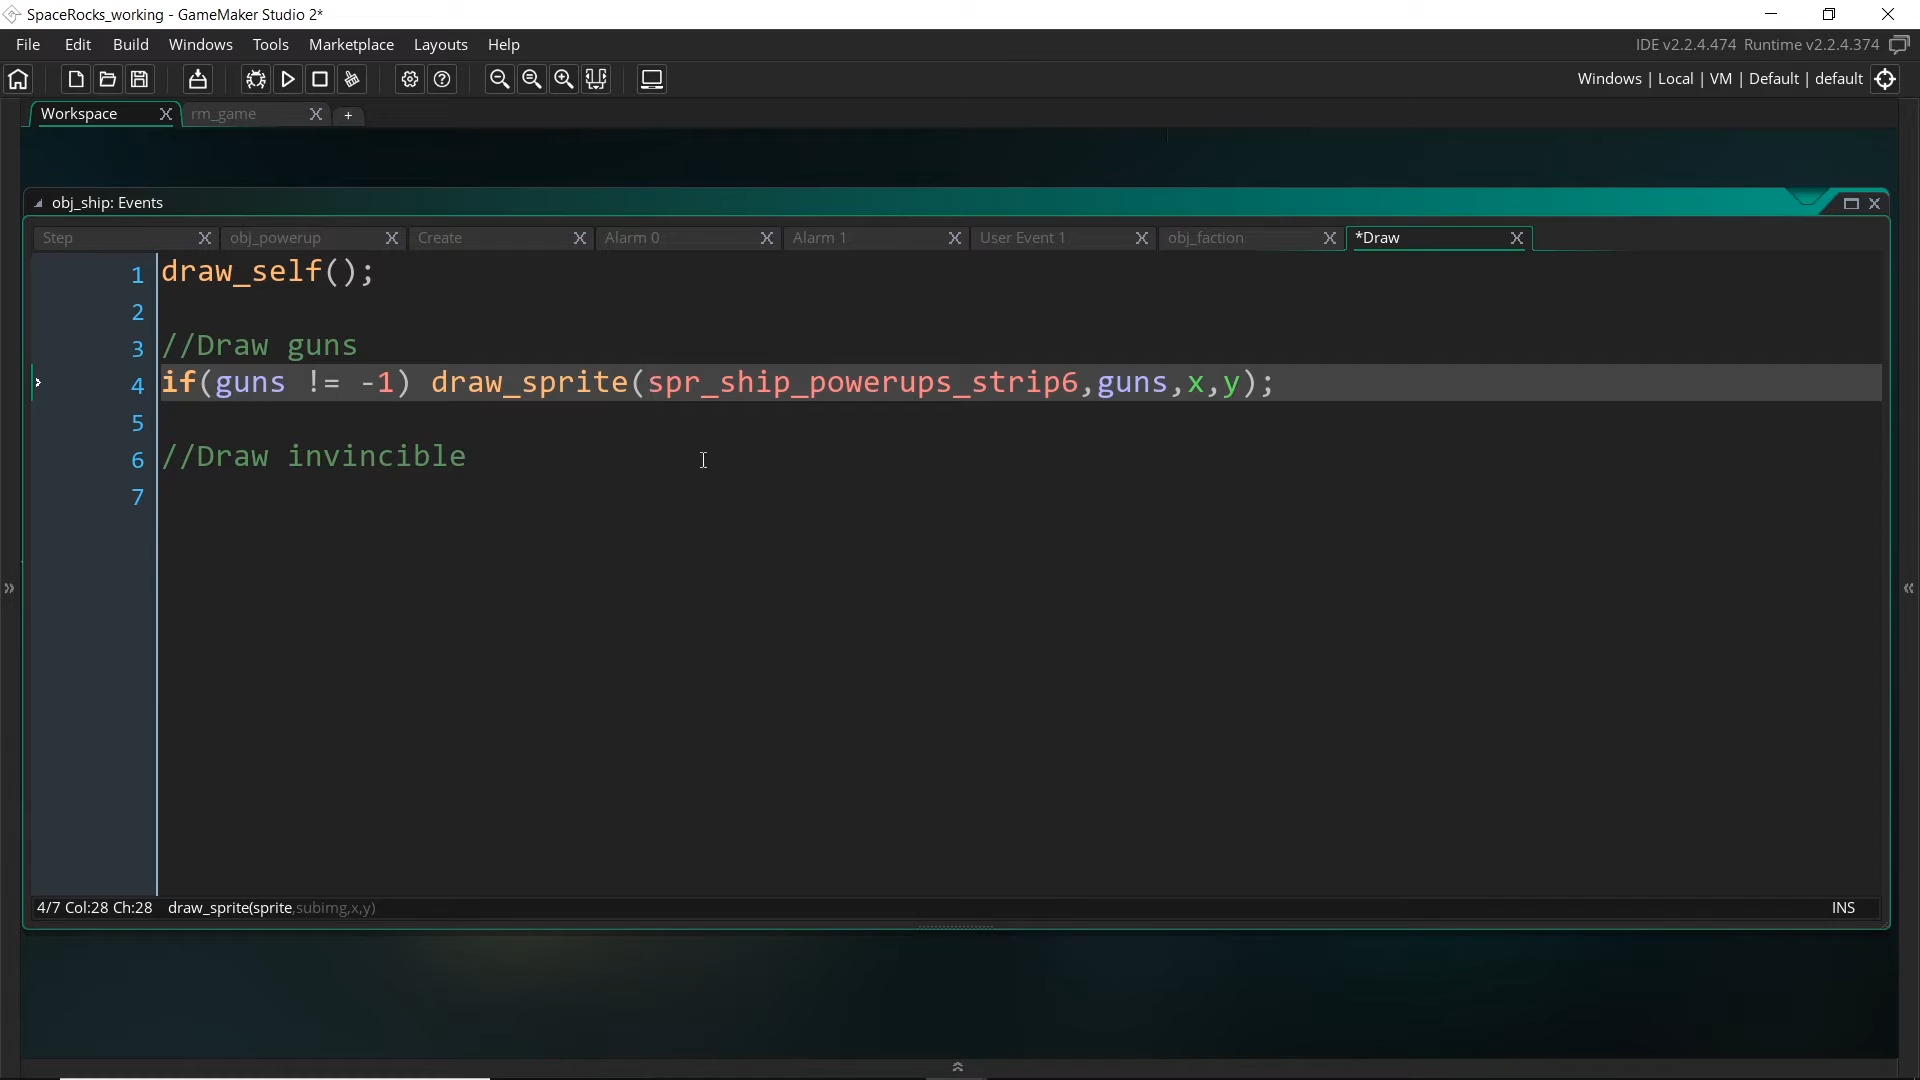 SpaceRocks_working - GameMaker Studio 2*
File Edit Build Windows Tools Marketplace Layouts Help
IDE v2.2.4.474 Runtime v2.2.4.374
Windows | Local | VM | Default | default
Workspace X rm_game X +
obj_ship: Events
Step X obj_powerup X Create X Alarm 0 X Alarm 1 X User Event 1 X obj_faction X *Draw X
1 draw_self();
2
3 //Draw guns
4 if(guns != -1) draw_sprite(spr_ship_powerups_strip6,guns,x,y);
5
6 //Draw invincible
7
4/7 Col:28 Ch:28 draw_sprite(sprite,subimg,x,y)
INS